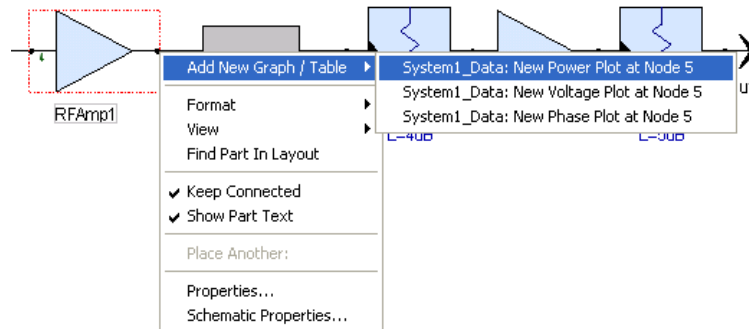 Add New Graph / Table
System1_Data: New Power Plot at Node 5
System1_Data: New Voltage Plot at Node 5
System1_Data: New Phase Plot at Node 5
RFAmp1
Format
View
Find Part In Layout
Keep Connected
Show Part Text
Place Another:
Properties...
Schematic Properties...